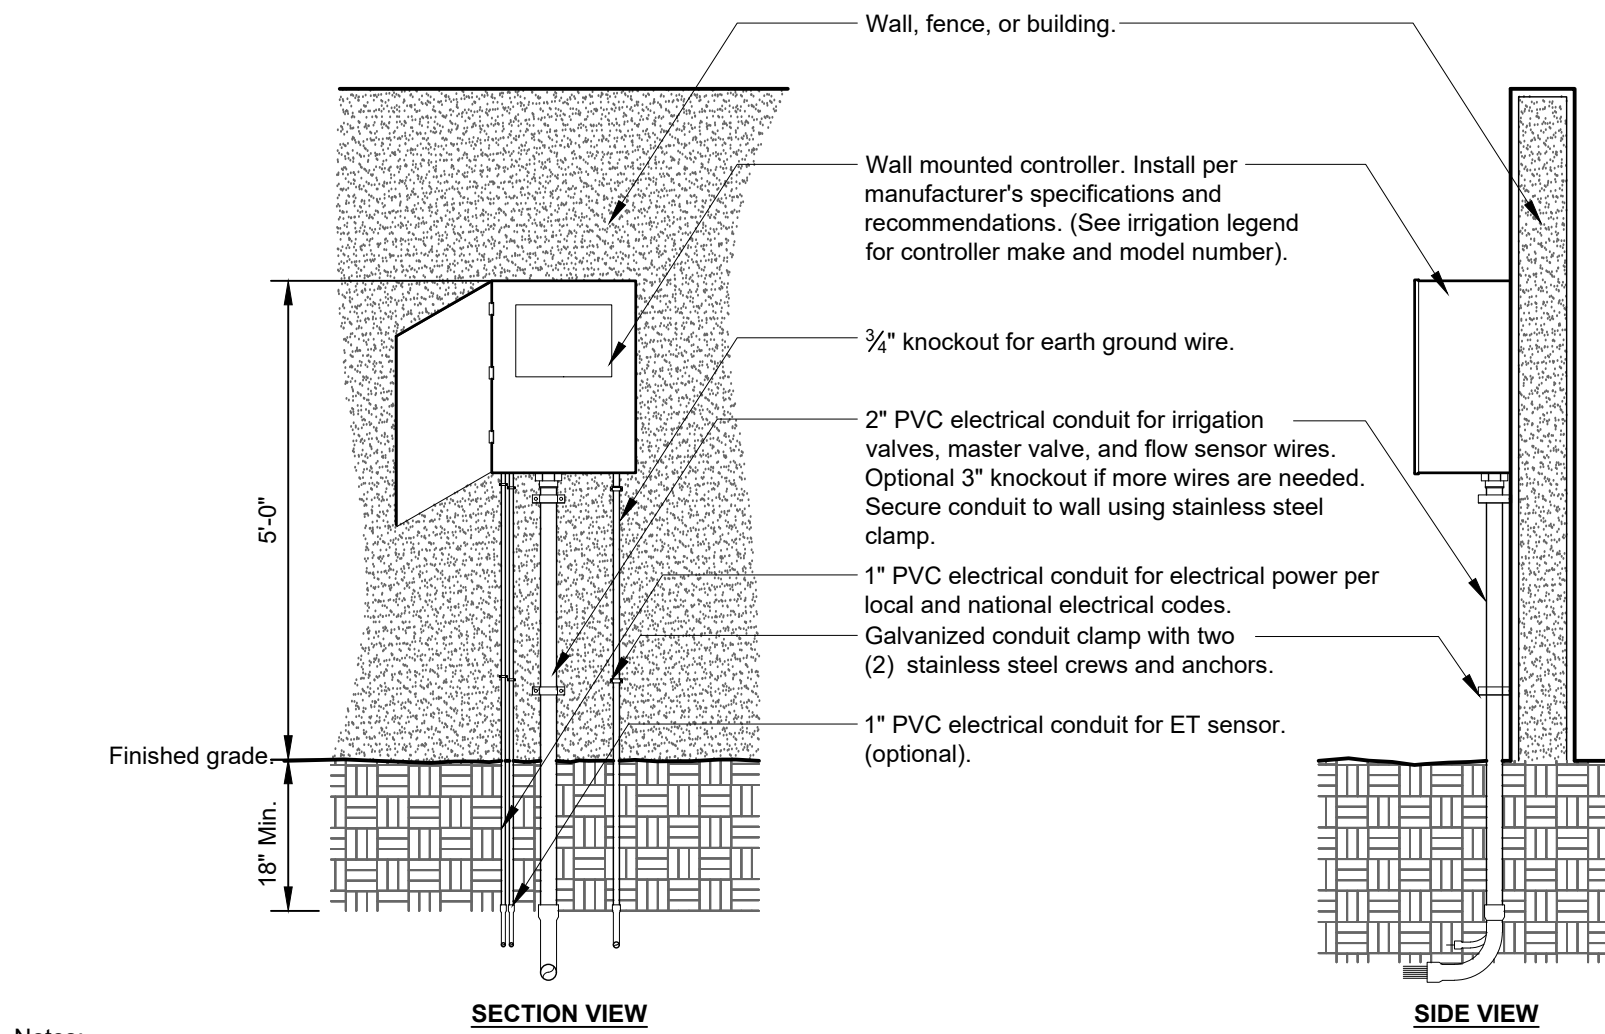 Wall, fence, or building.
Wall mounted controller. Install per
manufacturer's specifications and
recommendations. (See irrigation legend
for controller make and model number).
¾" knockout for earth ground wire.
2" PVC electrical conduit for irrigation
valves, master valve, and flow sensor wires.
Optional 3" knockout if more wires are needed.
Secure conduit to wall using stainless steel
clamp.
1" PVC electrical conduit for electrical power per
local and national electrical codes.
Galvanized conduit clamp with two
(2) stainless steel crews and anchors.
1" PVC electrical conduit for ET sensor.
(optional).
5'-0"
Finished grade
18" Min.
SECTION VIEW
SIDE VIEW
Notes: